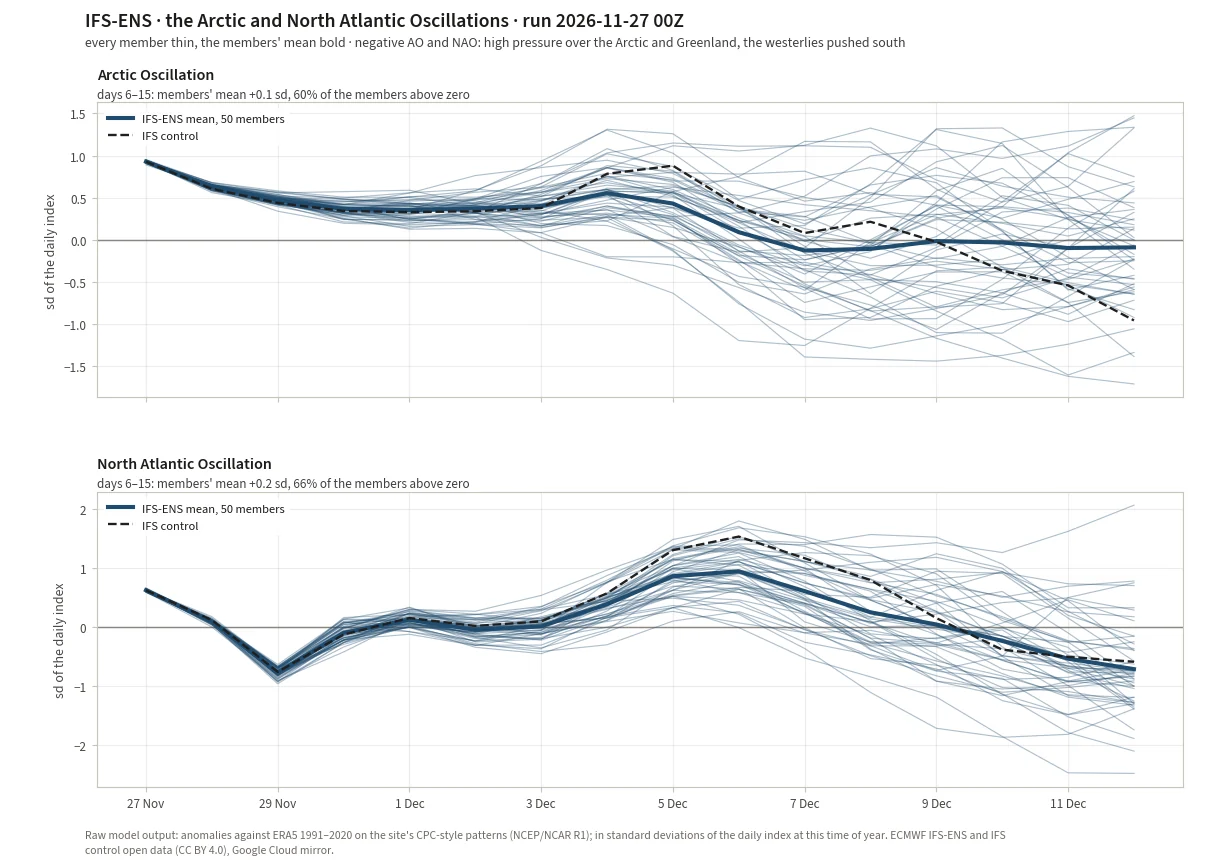 IFS-ENS · the Arctic and North Atlantic Oscillations · run 2026-11-27 00Z
every member thin, the members' mean bold · negative AO and NAO: high pressure over the Arctic and Greenland, the westerlies pushed south
Arctic Oscillation
days 6–15: members' mean +0.1 sd, 60% of the members above zero
IFS-ENS mean, 50 members
IFS control
1.5
1.0
0.5
0.0
−0.5
−1.0
−1.5
sd of the daily index
North Atlantic Oscillation
days 6–15: members' mean +0.2 sd, 66% of the members above zero
IFS-ENS mean, 50 members
IFS control
2
1
0
−1
−2
sd of the daily index
27 Nov 29 Nov 1 Dec 3 Dec 5 Dec 7 Dec 9 Dec 11 Dec
Raw model output: anomalies against ERA5 1991–2020 on the site's CPC-style patterns (NCEP/NCAR R1); in standard deviations of the daily index at this time of year. ECMWF IFS-ENS and IFS
control open data (CC BY 4.0), Google Cloud mirror.